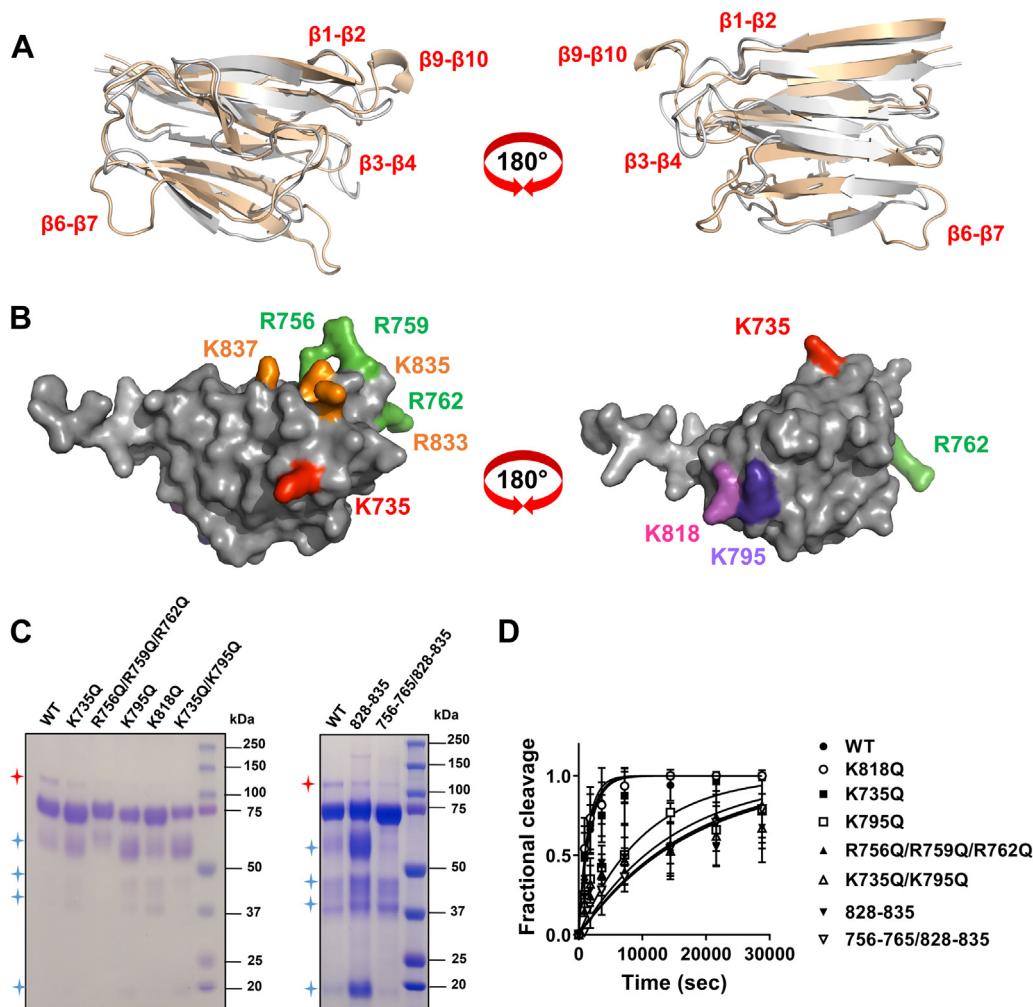 A
β1-β2
β9-β10
β3-β4
β6-β7
180°
β1-β2
β9-β10
β3-β4
β6-β7
B
R756
R759
K837
K835
R762
R833
K735
180°
K735
R762
K818
K795
C
WT
K735Q
R756Q/R759Q/R762Q
K795Q
K818Q
K735Q/K795Q
kDa
250
150
100
75
50
37
25
20
WT
828-835
756-765/828-835
kDa
250
150
100
75
50
37
25
20
D
Fractional cleavage
1.0
0.5
0.0
0
10000
20000
30000
Time (sec)
WT
K818Q
K735Q
K795Q
R756Q/R759Q/R762Q
K735Q/K795Q
828-835
756-765/828-835